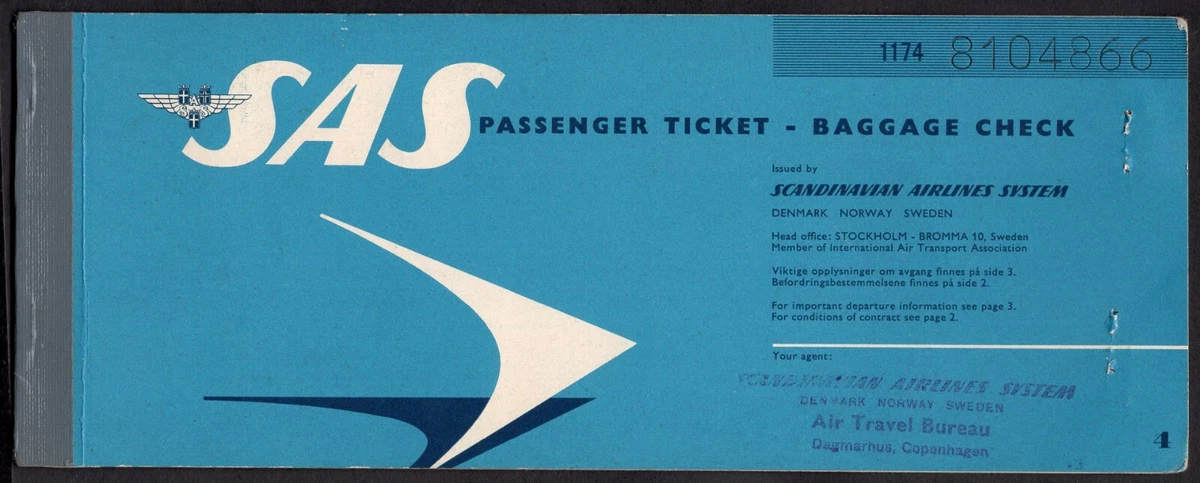 1174 8104866
SAS
PASSENGER TICKET - BAGGAGE CHECK
Issued by
SCANDINAVIAN AIRLINES SYSTEM
DENMARK NORWAY SWEDEN
Head office: STOCKHOLM - BROMMA 10, Sweden
Member of International Air Transport Association
Viktige opplysninger om avgang finnes på side 3.
Befordringsbestemmelsene finnes på side 2.
For important departure information see page 3.
For conditions of contract see page 2.
Your agent:
SCANDINAVIAN AIRLINES SYSTEM
DENMARK NORWAY SWEDEN
Air Travel Bureau
Dagmarhus, Copenhagen
4